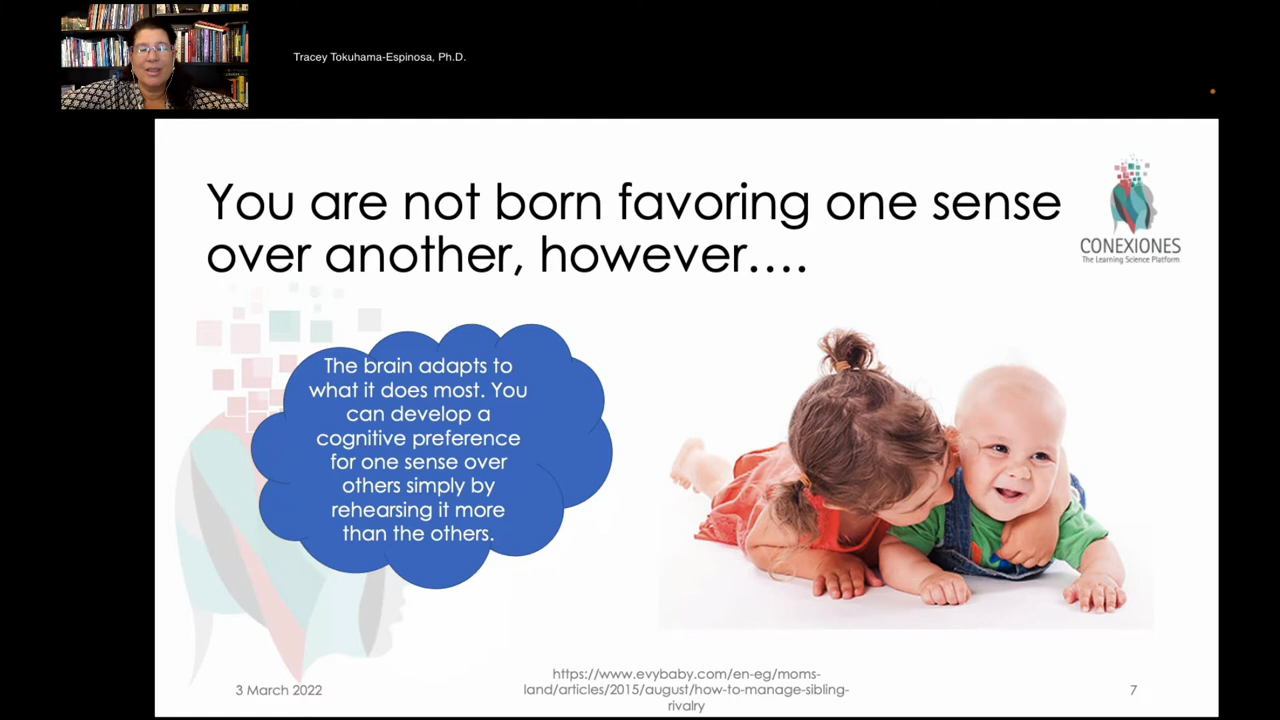 Tracey Tokuhama-Espinosa, Ph.D.
You are not born favoring one sense
over another, however….
CONEXIONES
The Learning Science Platform
The brain adapts to
what it does most. You
can develop a
cognitive preference
for one sense over
others simply by
rehearsing it more
than the others.
3 March 2022
https://www.evybaby.com/en-eg/moms-
land/articles/2015/august/how-to-manage-sibling-
rivalry
7